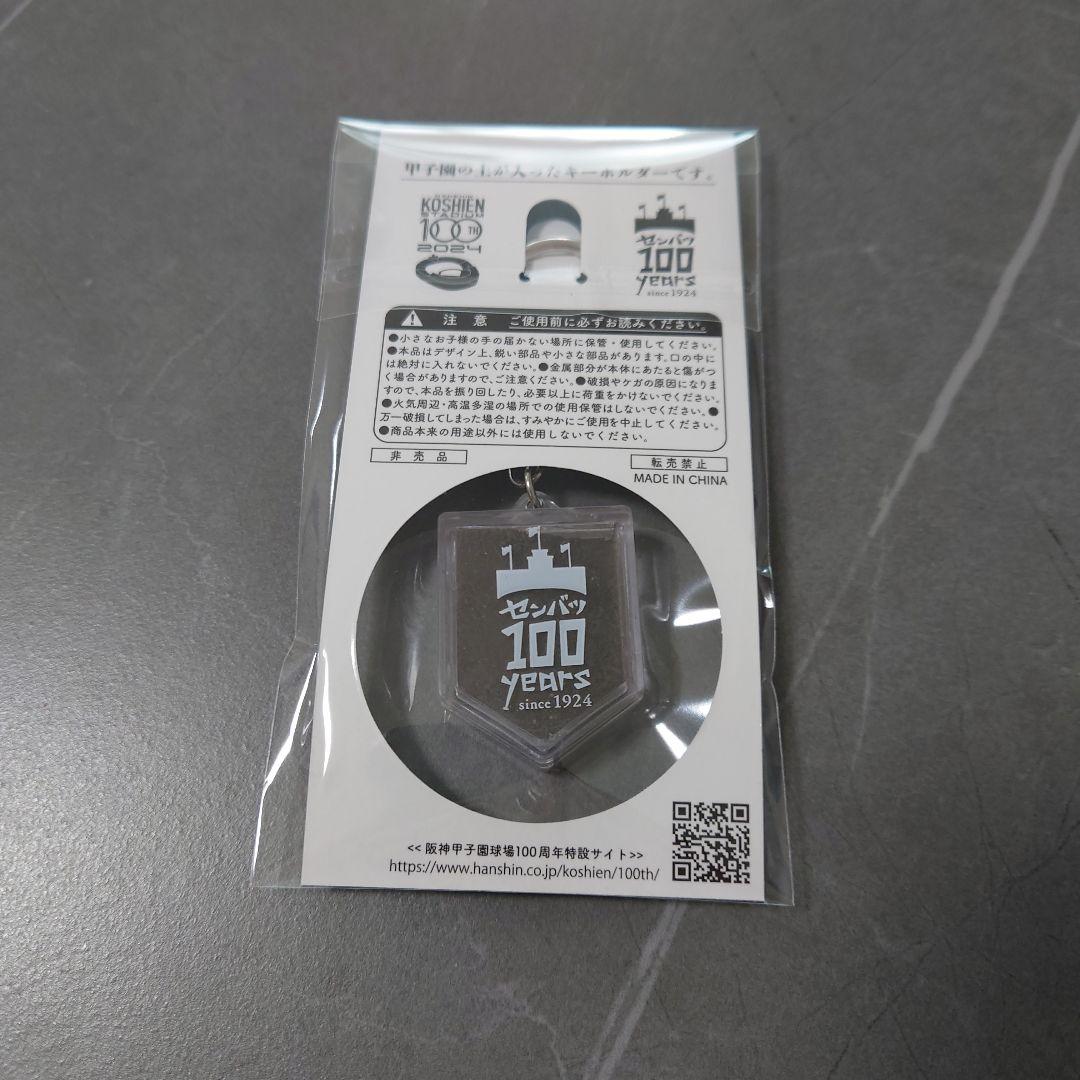 甲子園の土が入ったキーホルダーです。
KOSHIEN
STADIUM
100TH
2024
センバツ
100
years
since 1924
注意 ご使用前に必ずお読みください。
●小さなお子様の手の届かない場所に保管・使用してください。
●本品はデザイン上、鋭い部品や小さな部品があります。口の中に
は絶対に入れないでください。●金属部分が本体にあたると傷がつ
く場合がありますので、ご注意ください。●破損やケガの原因になりま
すので、本品を振り回したり、必要以上に荷重をかけないでください。
●火気周辺・高温多湿の場所での使用保管はしないでください。●
万一破損してしまった場合は、すみやかにご使用を中止してください。
●商品本来の用途以外には使用しないでください。
非売品
転売禁止
MADE IN CHINA
センバツ
100
years
since 1924
<< 阪神甲子園球場100周年特設サイト>>
https://www.hanshin.co.jp/koshien/100th/